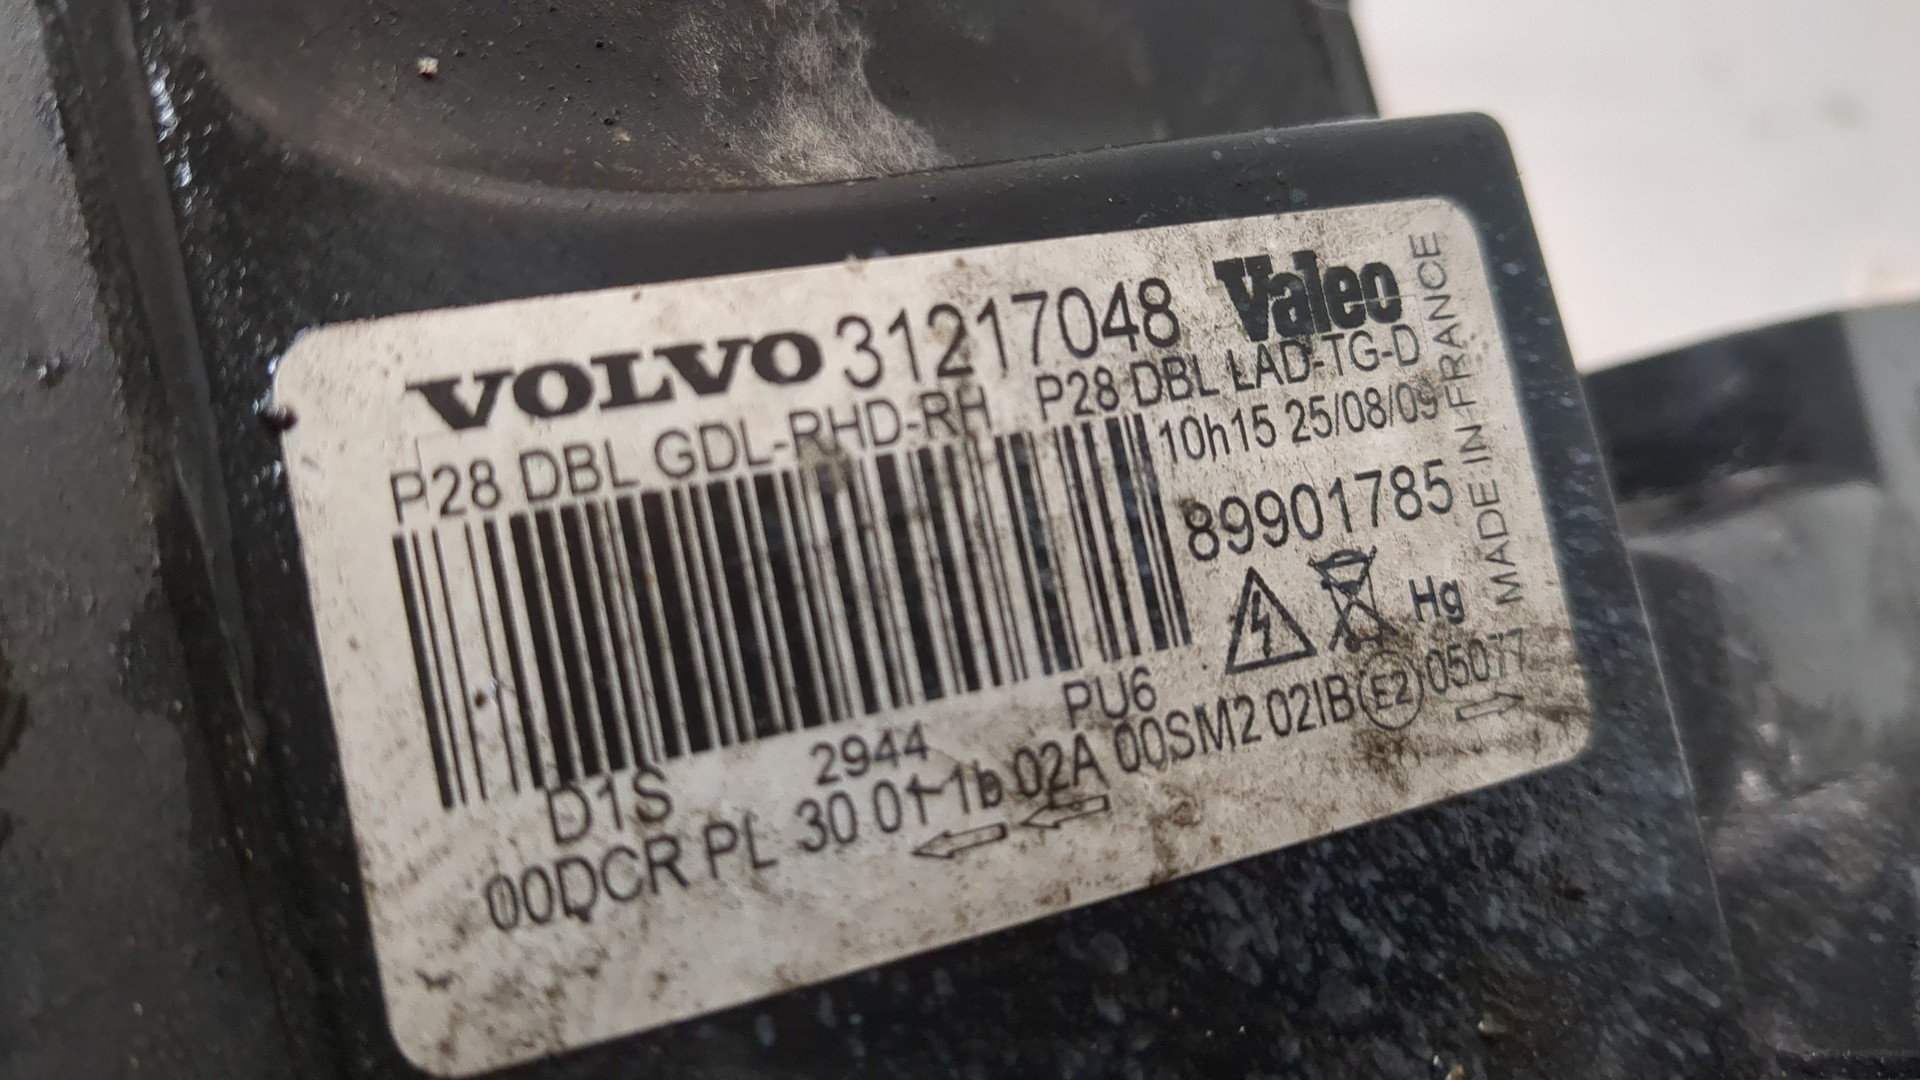 VOLVO 31217048 Valeo
P28 DBL GDL-RHD-RH P28 DBL LAD-TG-D
10h15 25/08/09
89901785
Hg
MADE IN FRANCE
2944 PU6
D1S
00DCR PL 30 01-1b 02A 00SM2 02IB E2 05077